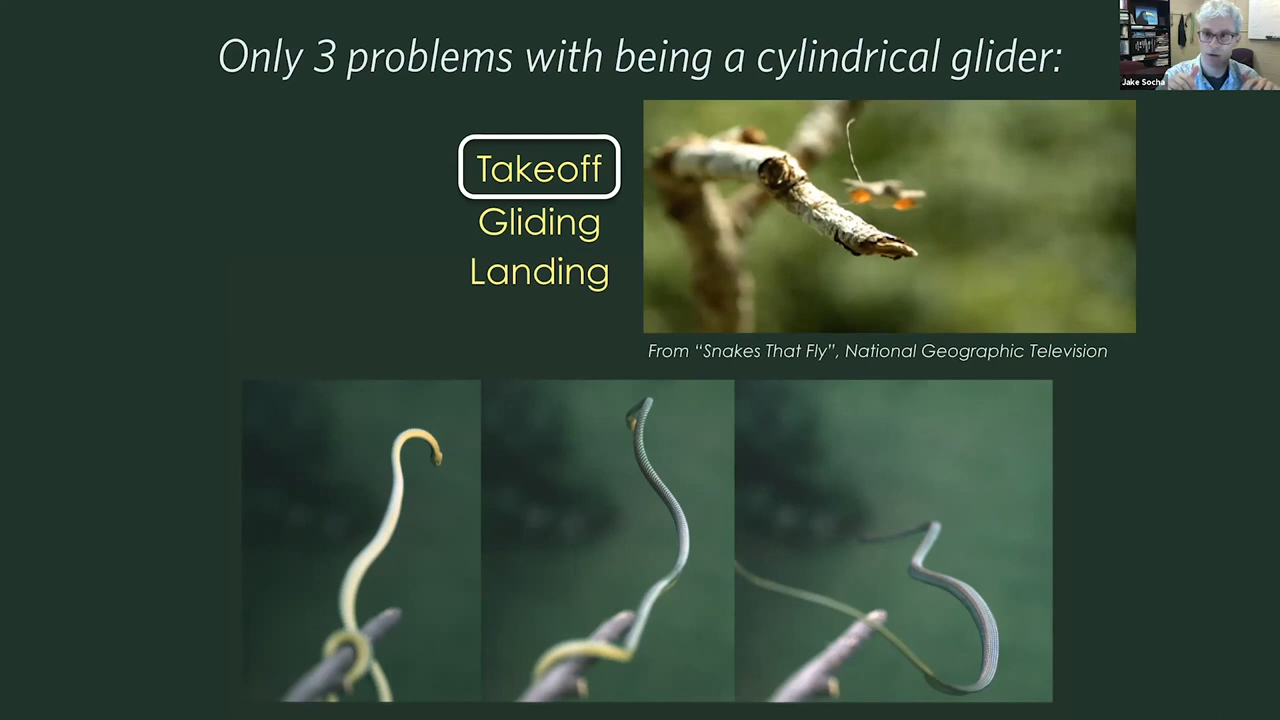 Only 3 problems with being a cylindrical glider:
Jake Socha
Takeoff
Gliding
Landing
From “Snakes That Fly”, National Geographic Television